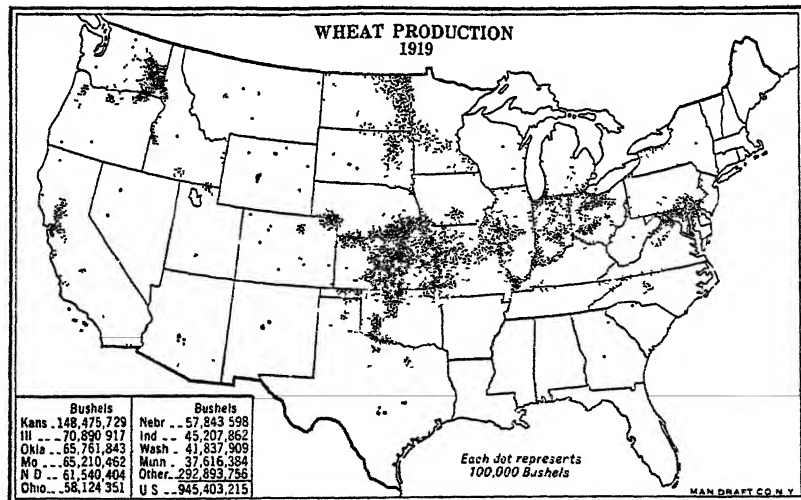 WHEAT PRODUCTION
1919
Bushels
Kans. 148,475,729
Ill --- 70,890 917
Okla -- 65,761,843
Mo --- 65,210,462
N D -- 61,540,404
Ohio.. 58,124 351
Bushels
Nebr .. 57,843 598
Ind --- 45,207,862
Wash - 41,837,909
Munn - 37,616,384
Other.. 292,893,756
U S -- 945,403,215
Each dot represents
100,000 Bushels
MAN DRAFT CO. N.Y